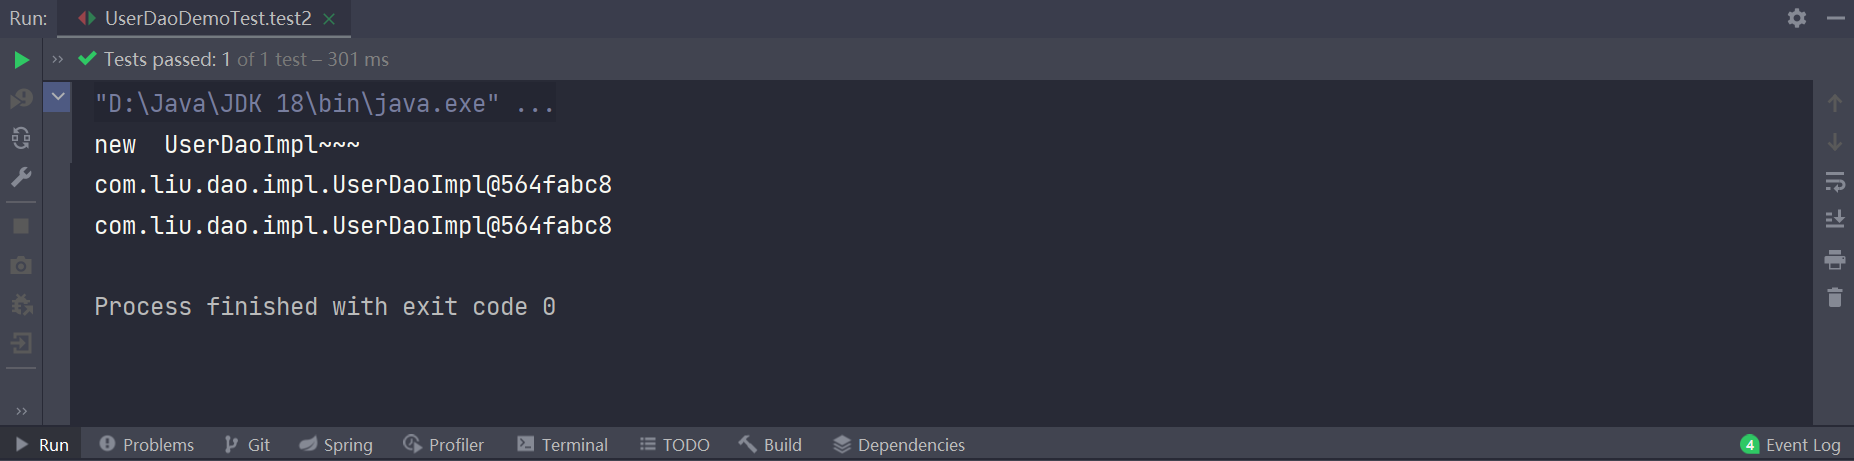 Run: UserDaoDemoTest.test2
Tests passed: 1 of 1 test – 301 ms
"D:\Java\JDK 18\bin\java.exe" ...
new  UserDaoImpl~~~
com.liu.dao.impl.UserDaoImpl@564fabc8
com.liu.dao.impl.UserDaoImpl@564fabc8
Process finished with exit code 0
Run Problems Git Spring Profiler Terminal TODO Build Dependencies 4 Event Log